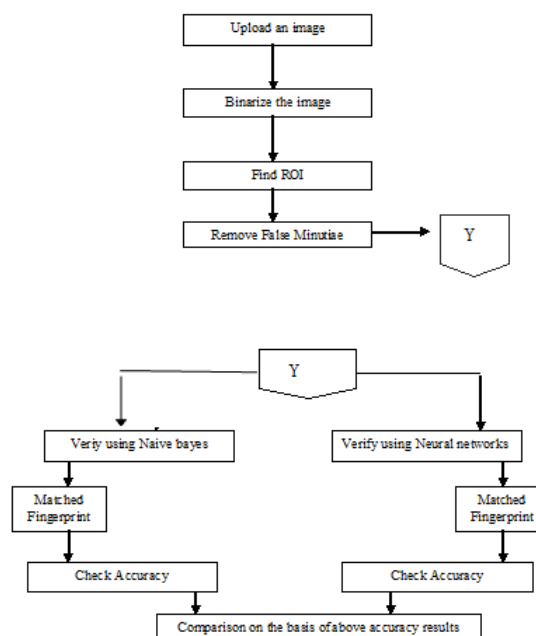 Upload an image
Binarize the image
Find ROI
Remove False Minutiae
Y
Y
Veriy using Naive bayes
Verify using Neural networks
Matched
Fingerprint
Matched
Fingerprint
Check Accuracy
Check Accuracy
Comparison on the basis of above accuracy results